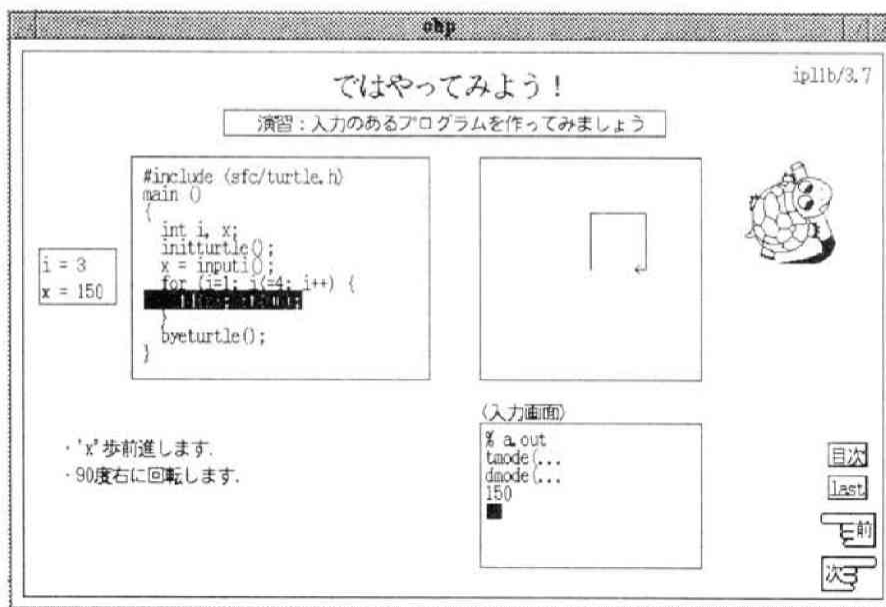 ohp
ipl1b/3.7
ではやってみよう！
演習：入力のあるプログラムを作ってみましょう
#include (sfc/turtle.h)
main ()
{
int i, x;
initturtle();
x = inputi();
for (i=1; i<=4; i++) {
}
byeturtle();
}
i = 3
x = 150
・'x'歩前進します.
・90度右に回転します.
(入力画面)
% a.out
tmode(...
dmode(...
150
目次
last
前
次